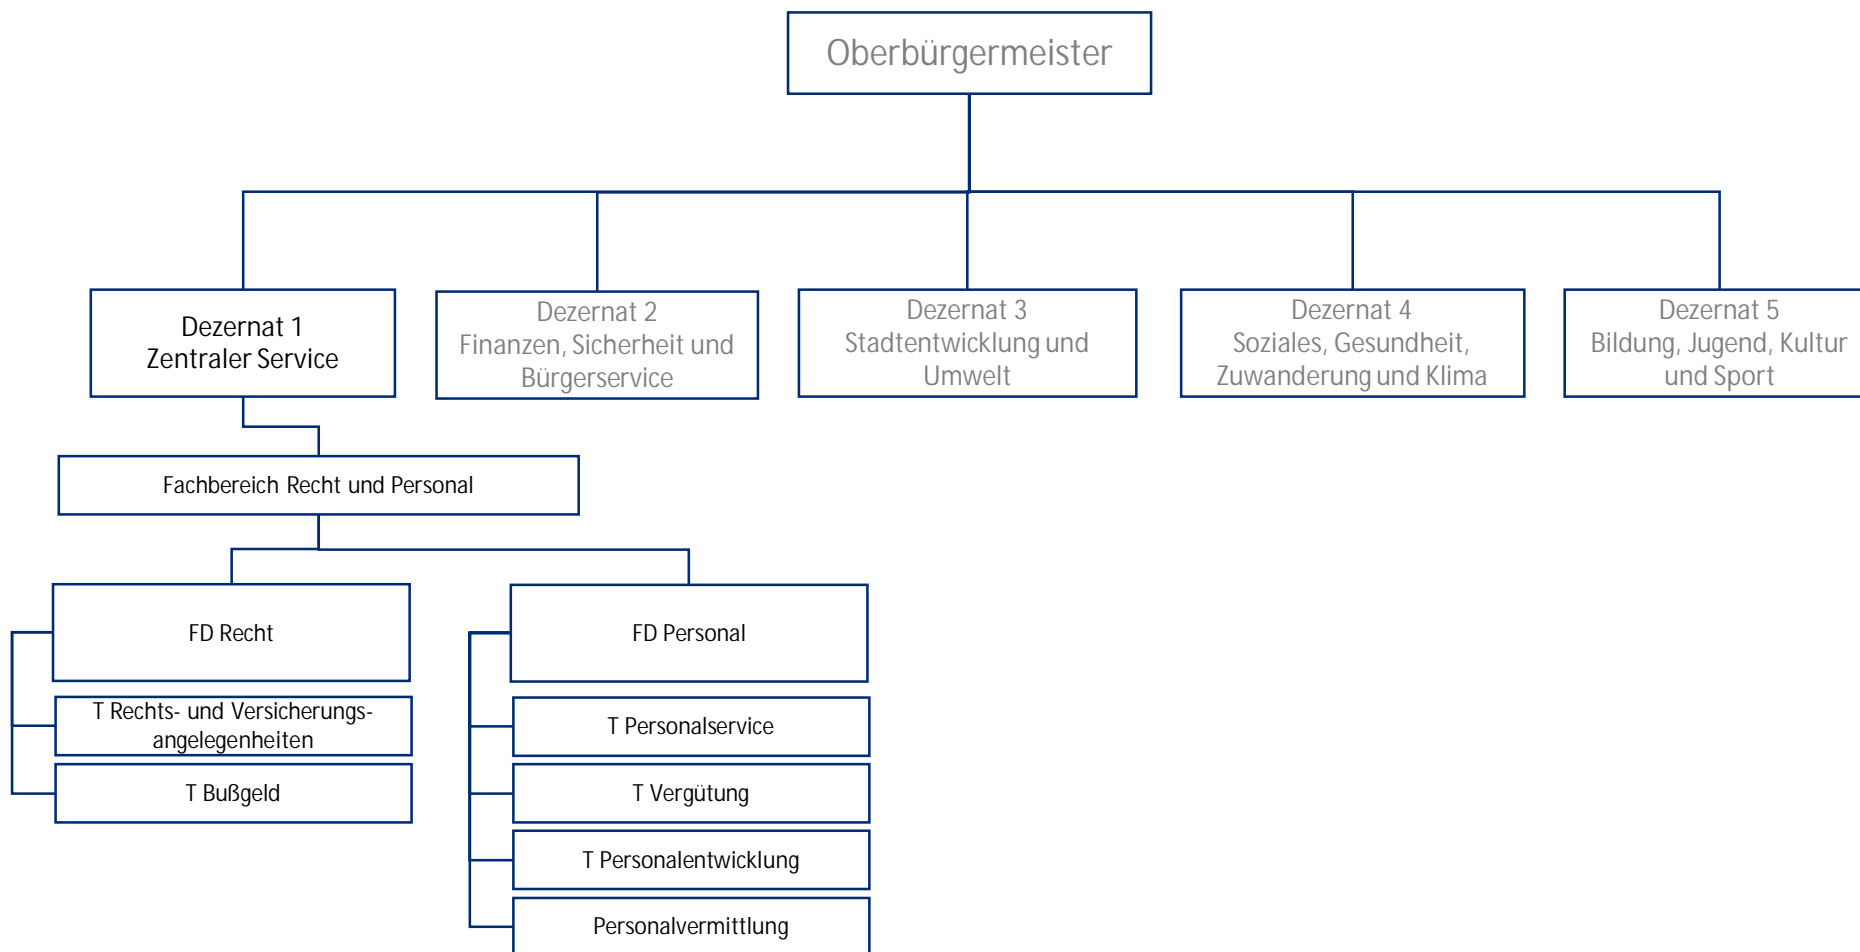 Oberbürgermeister
Dezernat 1
Zentraler Service
Dezernat 2
Finanzen, Sicherheit und
Bürgerservice
Dezernat 3
Stadtentwicklung und
Umwelt
Dezernat 4
Soziales, Gesundheit,
Zuwanderung und Klima
Dezernat 5
Bildung, Jugend, Kultur
und Sport
Fachbereich Recht und Personal
FD Recht
T Rechts- und Versicherungs-
angelegenheiten
T Bußgeld
FD Personal
T Personalservice
T Vergütung
T Personalentwicklung
Personalvermittlung